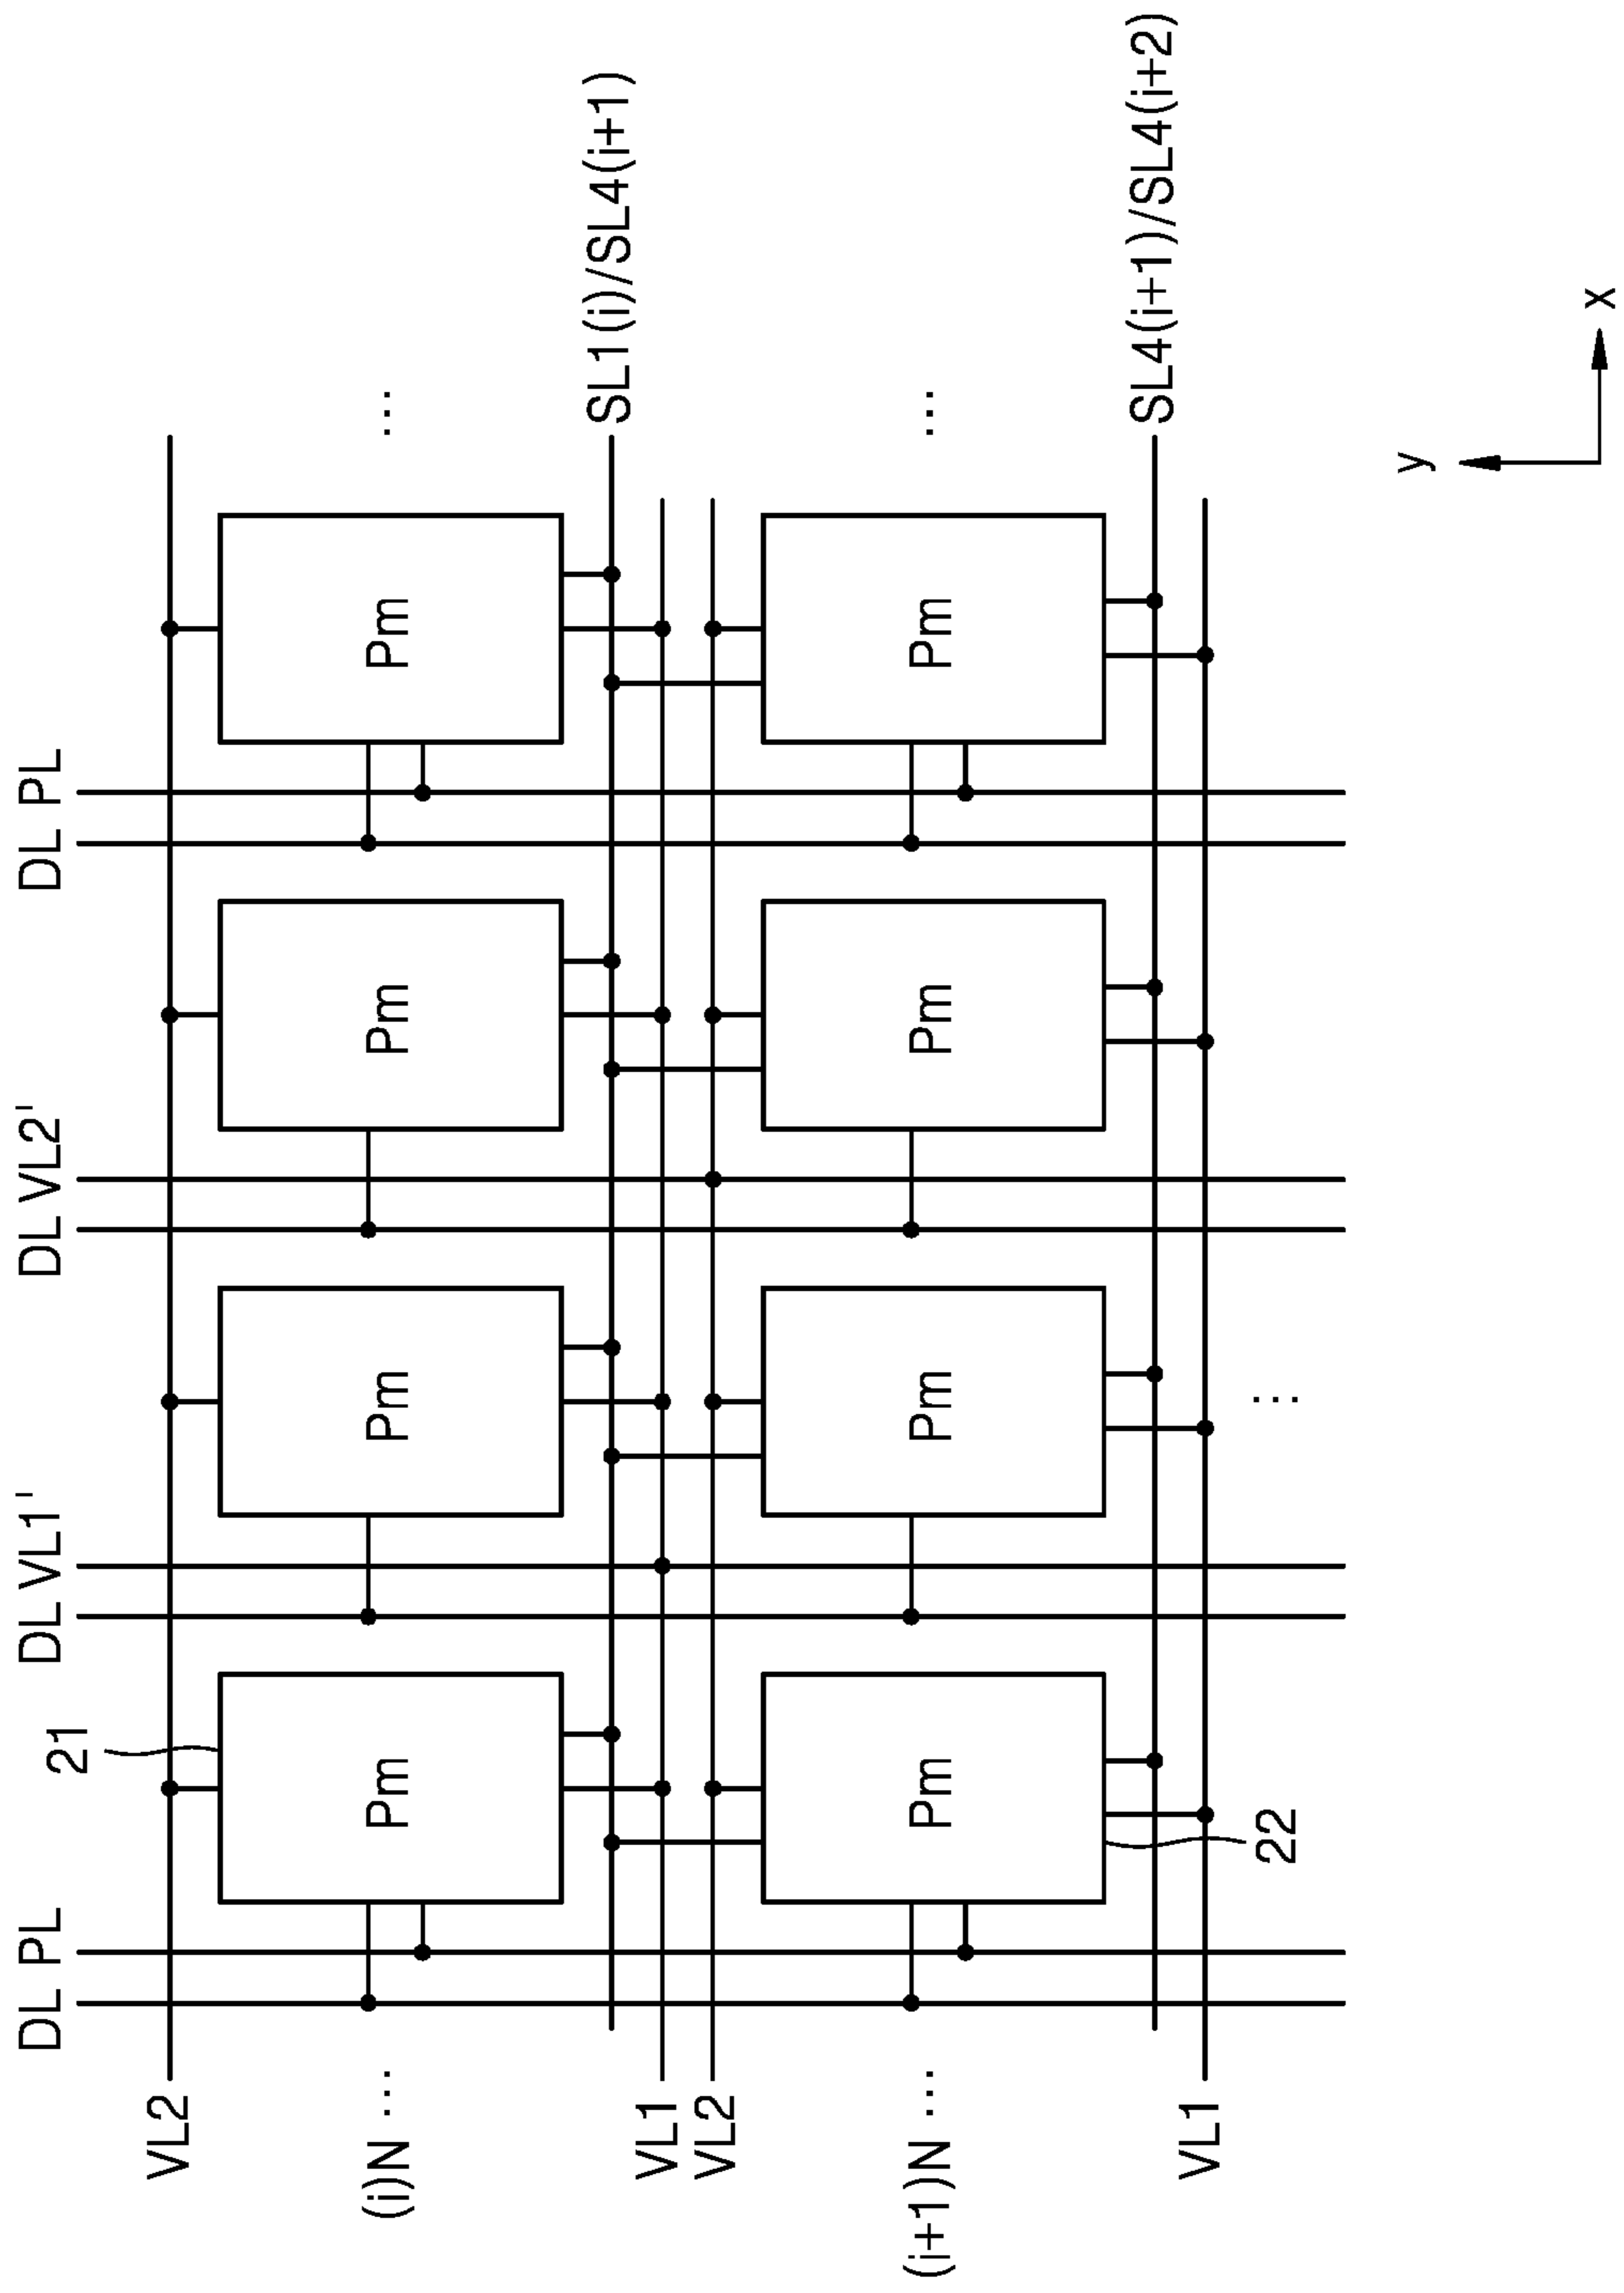 DL PL DL VL1' DL VL2' DL PL
21
VL2
(i)N ... Pm Pm Pm Pm ...
SL1(i)/SL4(i+1)
VL1
VL2
(i+1)N ... Pm Pm Pm Pm ...
SL4(i+1)/SL4(i+2)
VL1
22 ...
y
x